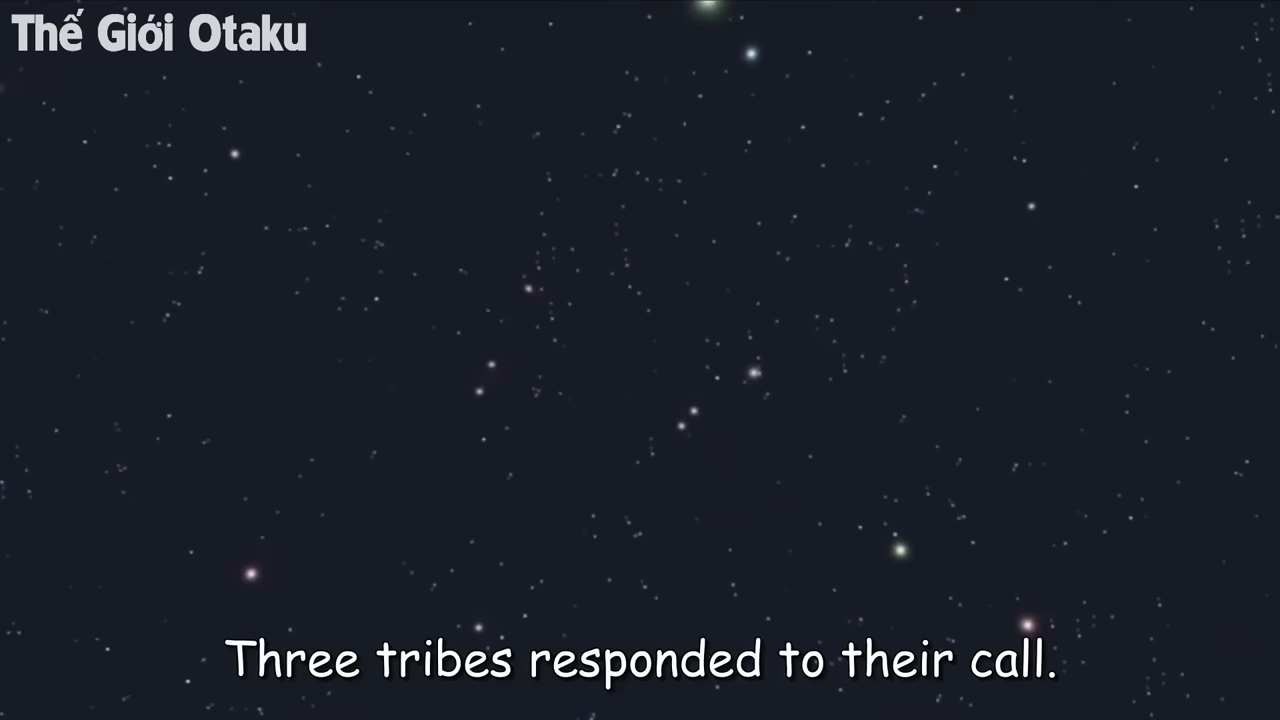 Thế Giới Otaku
Three tribes responded to their call.